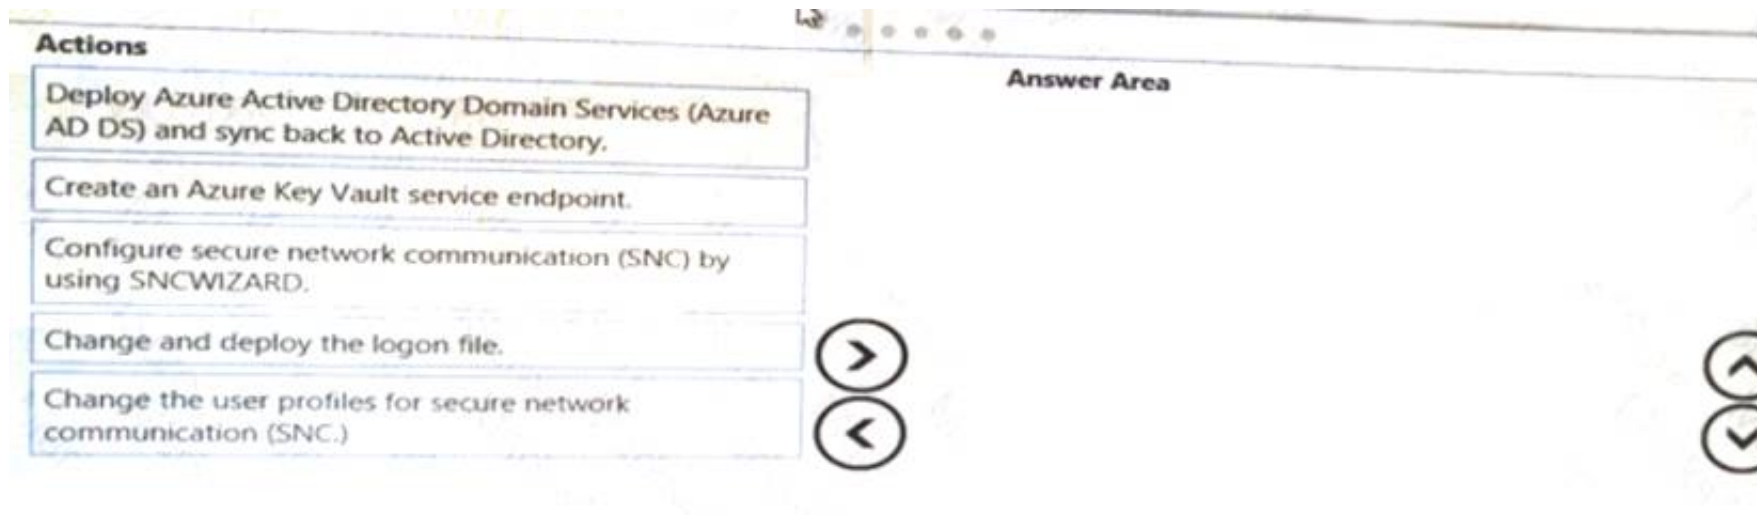 Actions
Deploy Azure Active Directory Domain Services (Azure
AD DS) and sync back to Active Directory.
Create an Azure Key Vault service endpoint.
Configure secure network communication (SNC) by
using SNCWIZARD.
Change and deploy the logon file.
Change the user profiles for secure network
communication (SNC.)
Answer Area